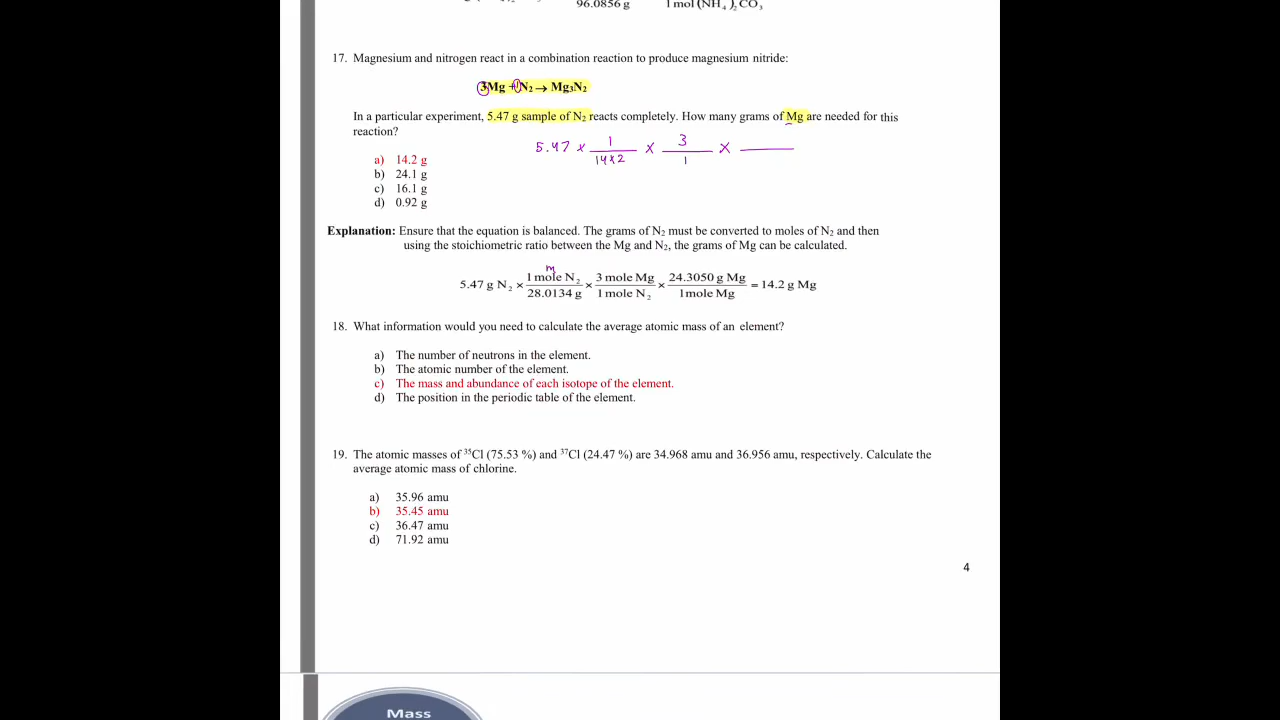 96.0856 g 1 mol (NH4)2CO3
17. Magnesium and nitrogen react in a combination reaction to produce magnesium nitride:
3Mg + N2 → Mg3N2
In a particular experiment, 5.47 g sample of N2 reacts completely. How many grams of Mg are needed for this
reaction?
5.47 × 1/14×2 × 3/1 ×
a) 14.2 g
b) 24.1 g
c) 16.1 g
d) 0.92 g
Explanation: Ensure that the equation is balanced. The grams of N2 must be converted to moles of N2 and then
using the stoichiometric ratio between the Mg and N2, the grams of Mg can be calculated.
m
5.47 g N2 × 1 mole N2/28.0134 g × 3 mole Mg/1 mole N2 × 24.3050 g Mg/1mole Mg = 14.2 g Mg
18. What information would you need to calculate the average atomic mass of an element?
a) The number of neutrons in the element.
b) The atomic number of the element.
c) The mass and abundance of each isotope of the element.
d) The position in the periodic table of the element.
19. The atomic masses of 35Cl (75.53 %) and 37Cl (24.47 %) are 34.968 amu and 36.956 amu, respectively. Calculate the
average atomic mass of chlorine.
a) 35.96 amu
b) 35.45 amu
c) 36.47 amu
d) 71.92 amu
4
Mass